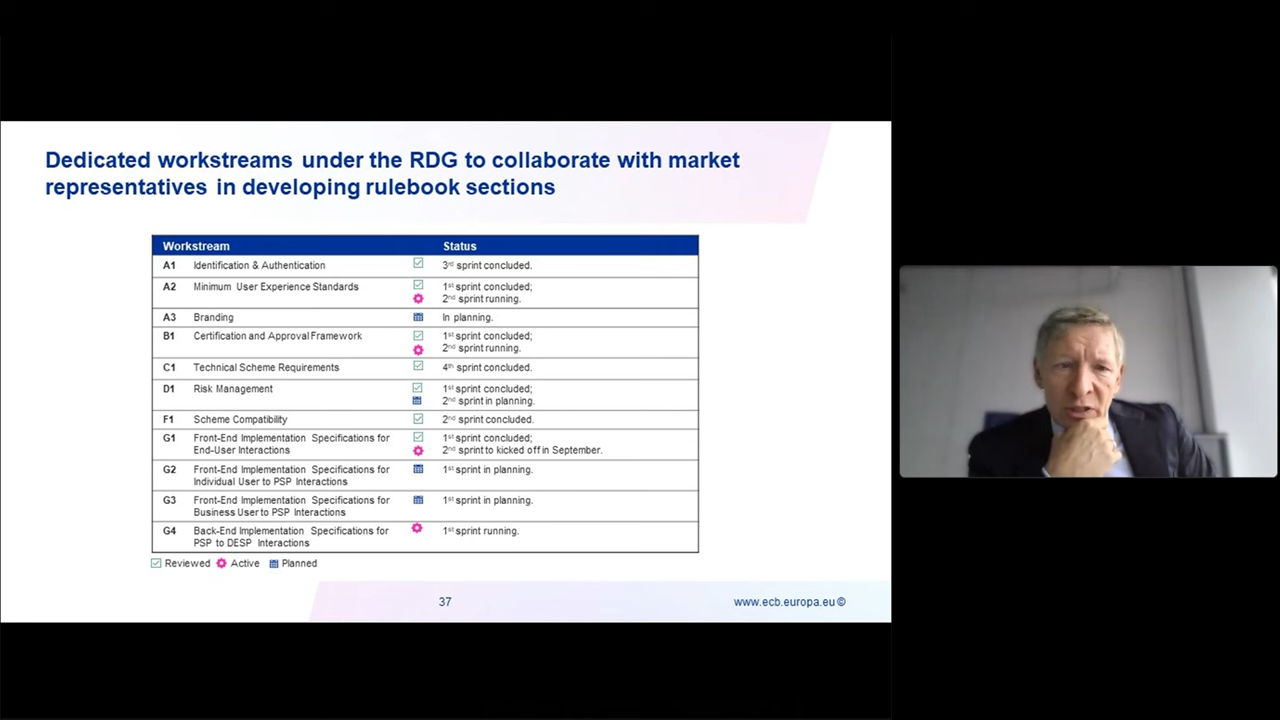 Dedicated workstreams under the RDG to collaborate with market
representatives in developing rulebook sections
Workstream Status
A1 Identification & Authentication 3rd sprint concluded.
A2 Minimum User Experience Standards 1st sprint concluded;
2nd sprint running.
A3 Branding In planning.
B1 Certification and Approval Framework 1st sprint concluded;
2nd sprint running.
C1 Technical Scheme Requirements 4th sprint concluded.
D1 Risk Management 1st sprint concluded;
2nd sprint in planning.
F1 Scheme Compatibility 2nd sprint concluded.
G1 Front-End Implementation Specifications for 1st sprint concluded;
End-User Interactions 2nd sprint to kicked off in September.
G2 Front-End Implementation Specifications for 1st sprint in planning.
Individual User to PSP Interactions
G3 Front-End Implementation Specifications for 1st sprint in planning.
Business User to PSP Interactions
G4 Back-End Implementation Specifications for 1st sprint running.
PSP to DESP Interactions
Reviewed Active Planned
37 www.ecb.europa.eu ©